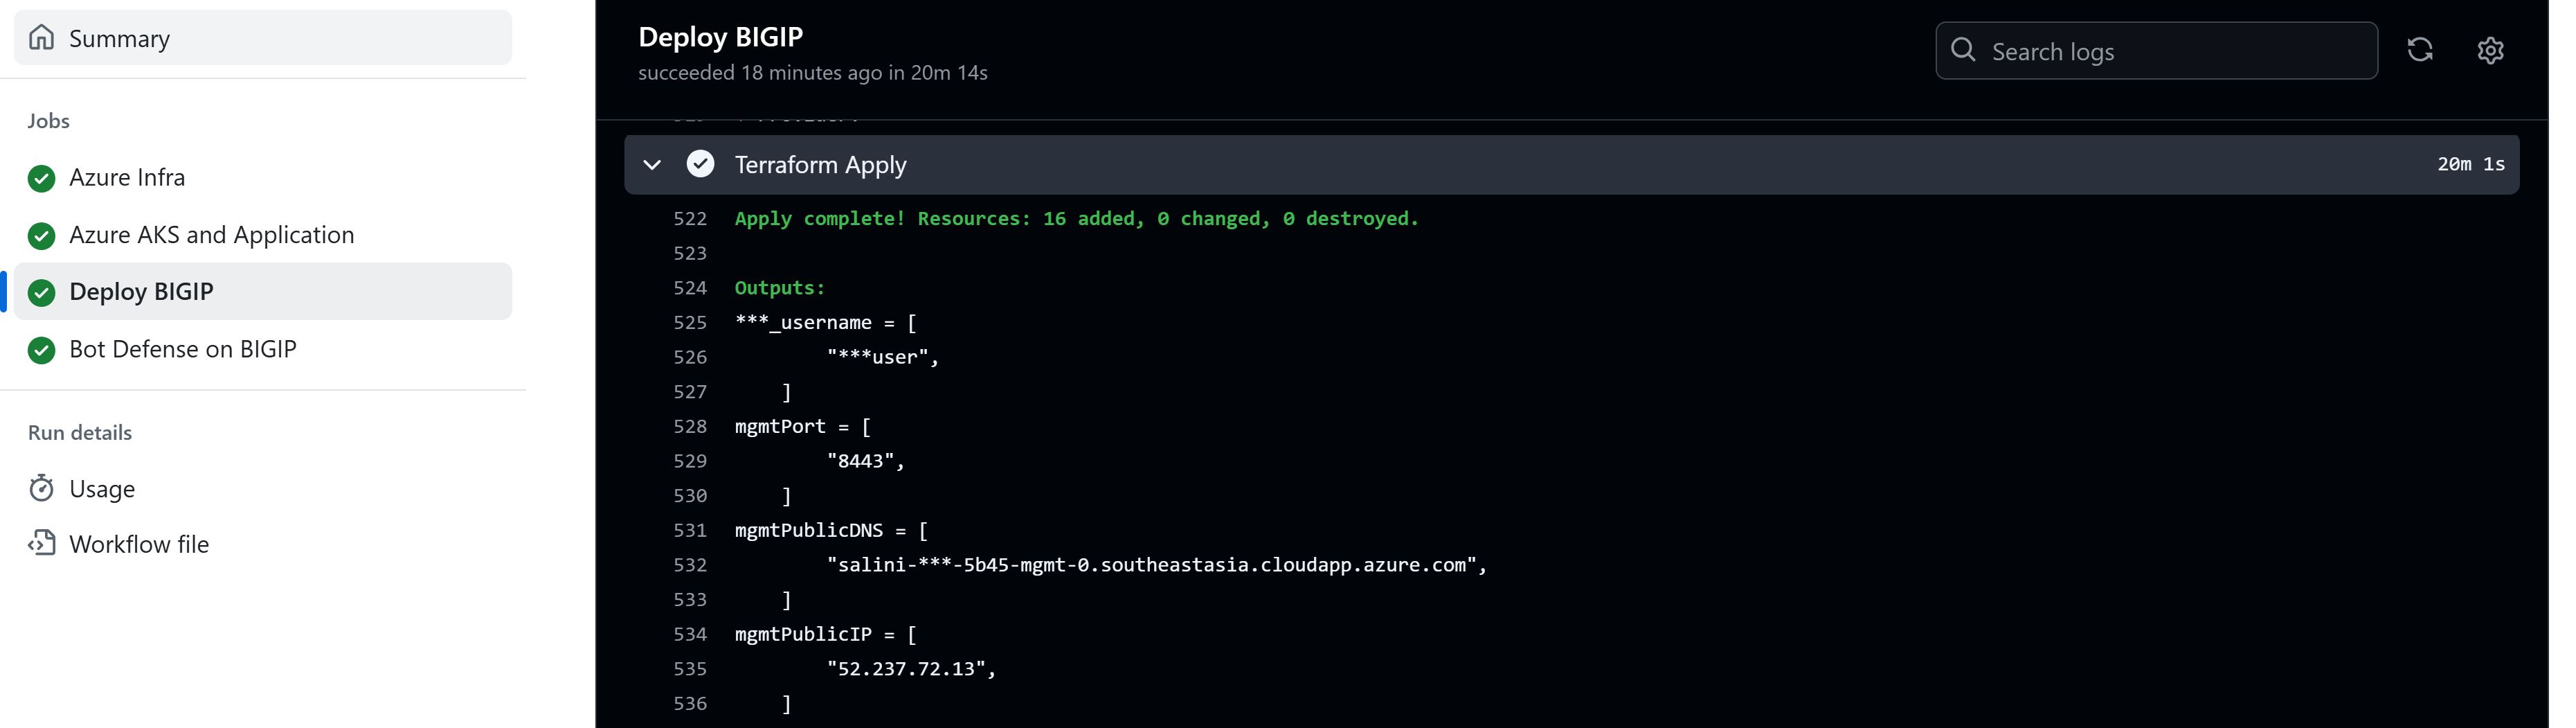 Summary
Jobs
Azure Infra
Azure AKS and Application
Deploy BIGIP
Bot Defense on BIGIP
Run details
Usage
Workflow file
Deploy BIGIP
succeeded 18 minutes ago in 20m 14s
Search logs
Terraform Apply 20m 1s
522 Apply complete! Resources: 16 added, 0 changed, 0 destroyed.
523
524 Outputs:
525 ***_username = [
526 "***user",
527 ]
528 mgmtPort = [
529 "8443",
530 ]
531 mgmtPublicDNS = [
532 "salini-***-5b45-mgmt-0.southeastasia.cloudapp.azure.com",
533 ]
534 mgmtPublicIP = [
535 "52.237.72.13",
536 ]